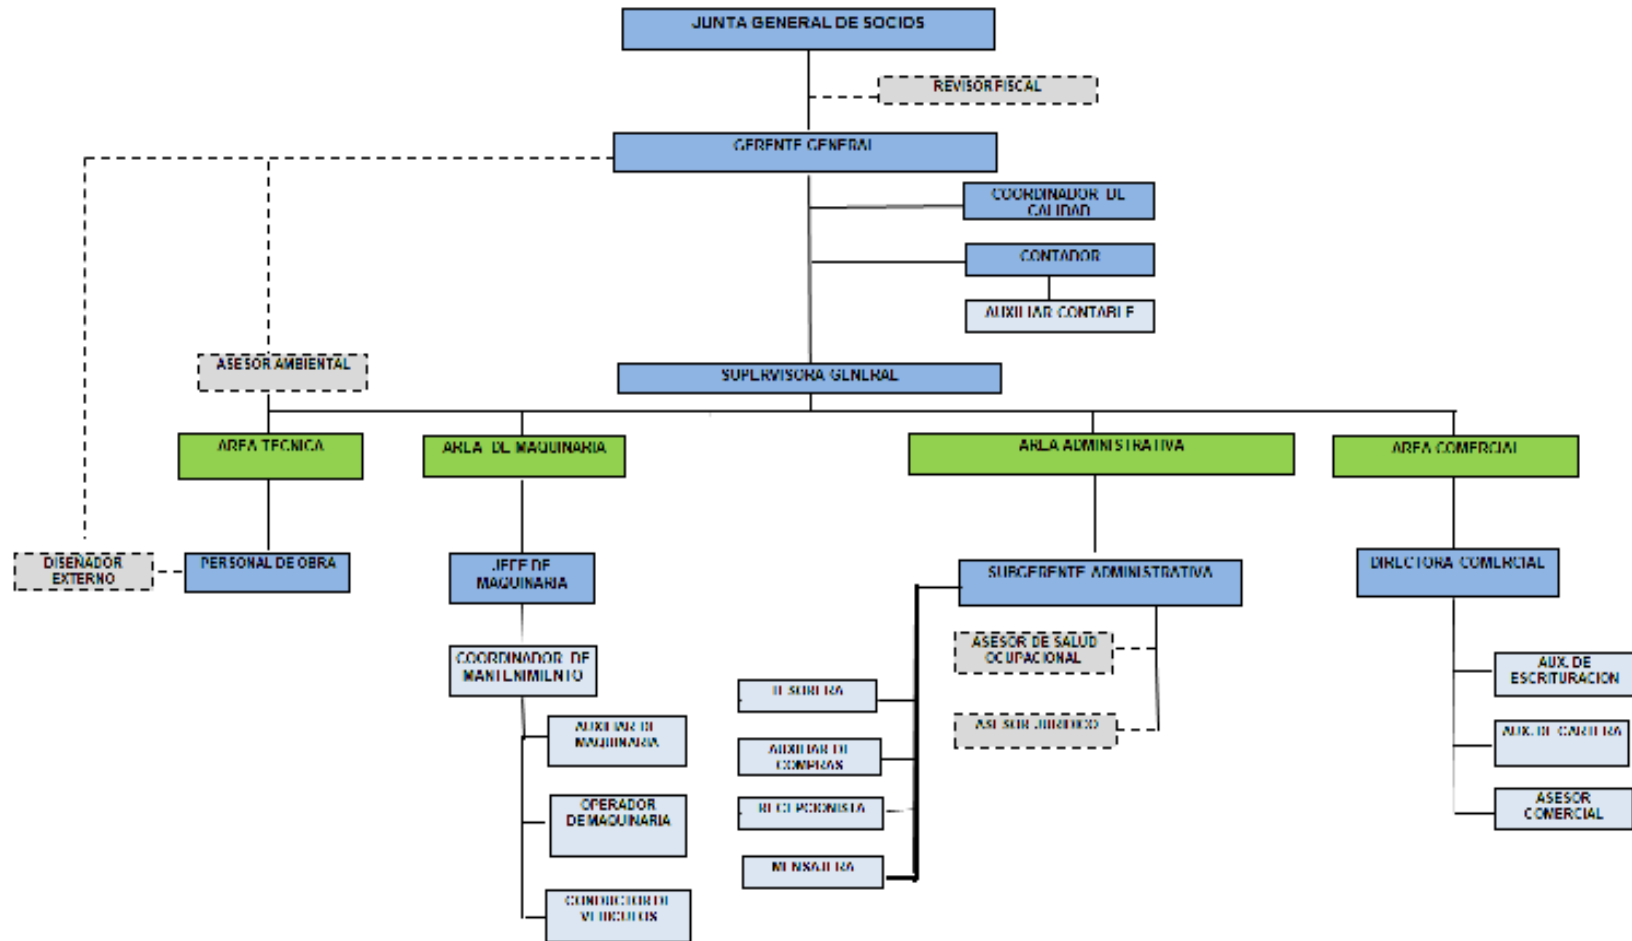 JUNTA GENERAL DE SOCIOS
REVISOR FISCAL
GERENTE GENERAL
COORDINADOR DE
CALIDAD
CONTADOR
AUXILIAR CONTABLE
ASESOR AMBIENTAL
SUPERVISORA GENERAL
AREA TECNICA
AREA DE MAQUINARIA
AREA ADMINISTRATIVA
AREA COMERCIAL
DISEÑADOR
EXTERNO
PERSONAL DE OBRA
JEFE DE
MAQUINARIA
SUBGERENTE ADMINISTRATIVA
DIRECTORA COMERCIAL
COORDINADOR DE
MANTENIMIENTO
ASESOR DE SALUD
OCUPACIONAL
AUX. DE
ESCRITURACION
TESORERA
ASESOR JURIDICO
AUXILIAR DE
MAQUINARIA
AUXILIAR DE
COMPRAS
AUX. DE CARTERA
OPERADOR
DE MAQUINARIA
RECEPCIONISTA
ASESOR
COMERCIAL
MENSAJERA
CONDUCTOR DE
VEHICULOS